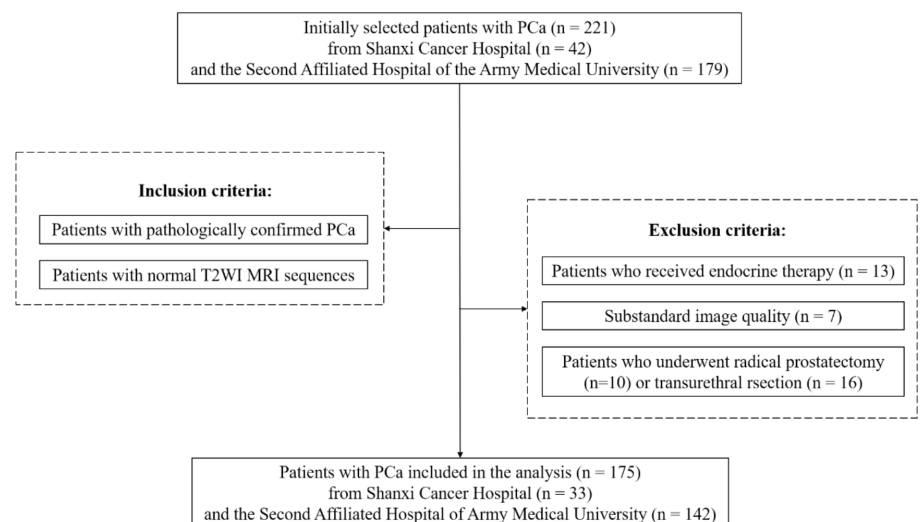 Initially selected patients with PCa (n = 221)
from Shanxi Cancer Hospital (n = 42)
and the Second Affiliated Hospital of the Army Medical University (n = 179)
Inclusion criteria:
Patients with pathologically confirmed PCa
Patients with normal T2WI MRI sequences
Exclusion criteria:
Patients who received endocrine therapy (n = 13)
Substandard image quality (n = 7)
Patients who underwent radical prostatectomy
(n=10) or transurethral rsection (n = 16)
Patients with PCa included in the analysis (n = 175)
from Shanxi Cancer Hospital (n = 33)
and the Second Affiliated Hospital of Army Medical University (n = 142)